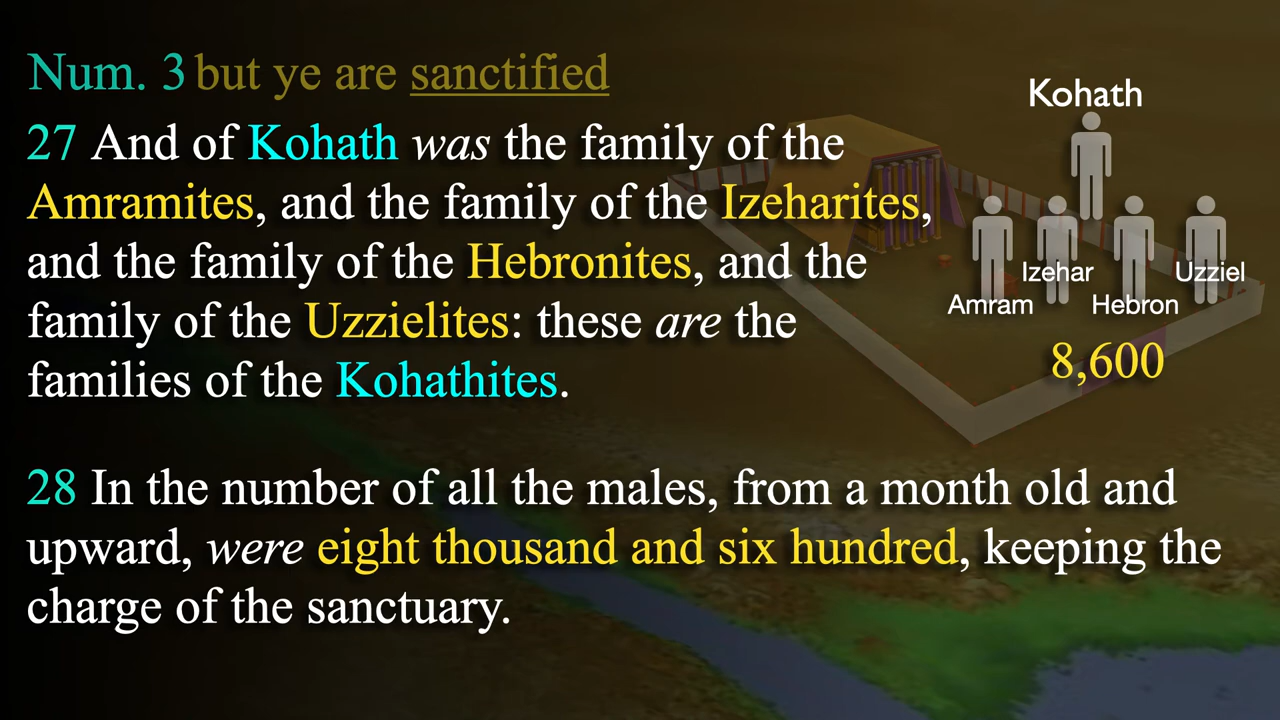 Num. 3 but ye are sanctified
27 And of Kohath was the family of the
Amramites, and the family of the Izeharites,
and the family of the Hebronites, and the
family of the Uzzielites: these are the
families of the Kohathites.
28 In the number of all the males, from a month old and
upward, were eight thousand and six hundred, keeping the
charge of the sanctuary.
Kohath
Izehar Uzziel
Amram Hebron
8,600